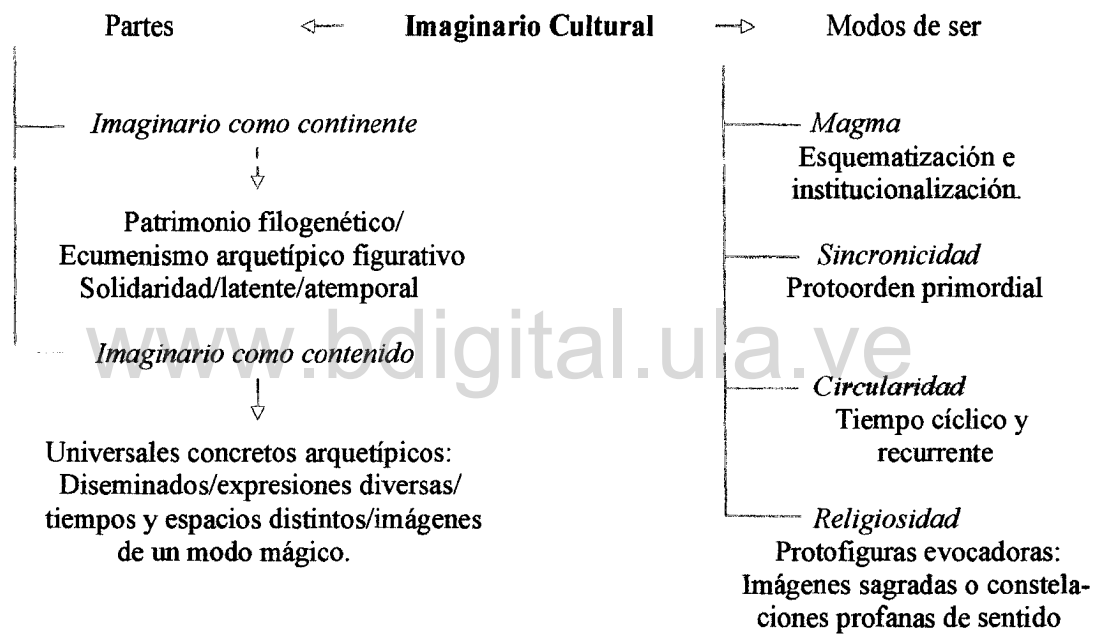 Partes Imaginario Cultural Modos de ser
Imaginario como continente
Patrimonio filogenético/
Ecumenismo arquetípico figurativo
Solidaridad/latente/atemporal
Imaginario como contenido
Universales concretos arquetípicos:
Diseminados/expresiones diversas/
tiempos y espacios distintos/imágenes
de un modo mágico.
Magma
Esquematización e
institucionalización.
Sincronicidad
Protoorden primordial
Circularidad
Tiempo cíclico y
recurrente
Religiosidad
Protofiguras evocadoras:
Imágenes sagradas o constela-
ciones profanas de sentido
www.bdigital.ula.ve